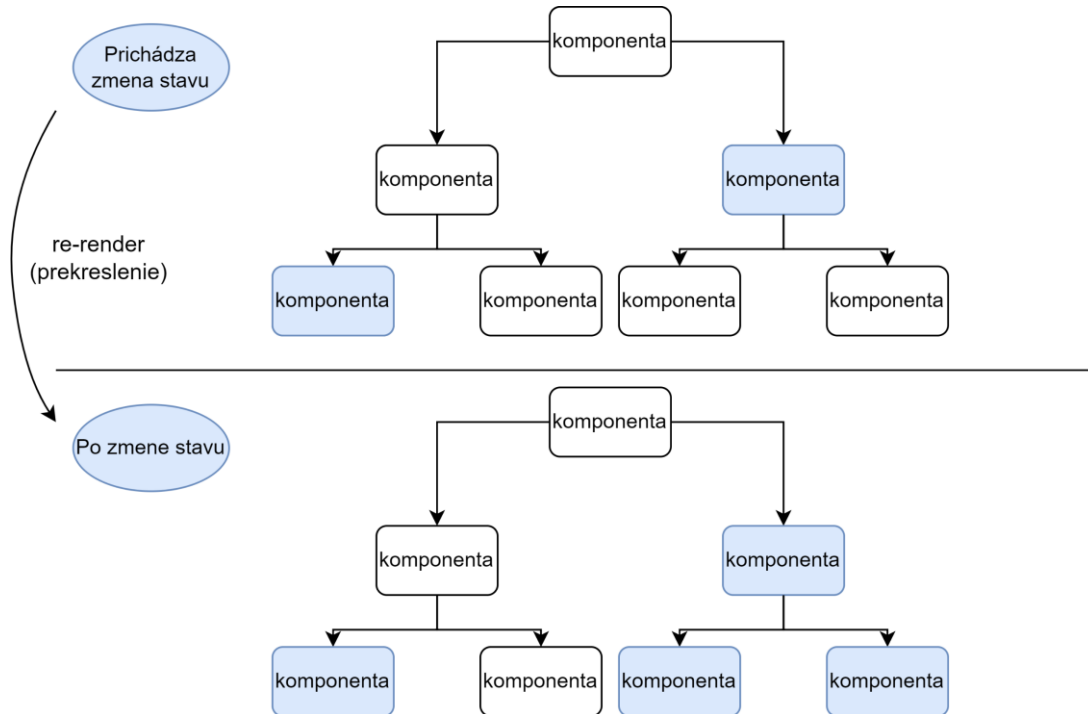 Prichádza
zmena stavu
komponenta
komponenta
komponenta
re-render
(prekreslenie)
komponenta
komponenta
komponenta
komponenta
Po zmene stavu
komponenta
komponenta
komponenta
komponenta
komponenta
komponenta
komponenta